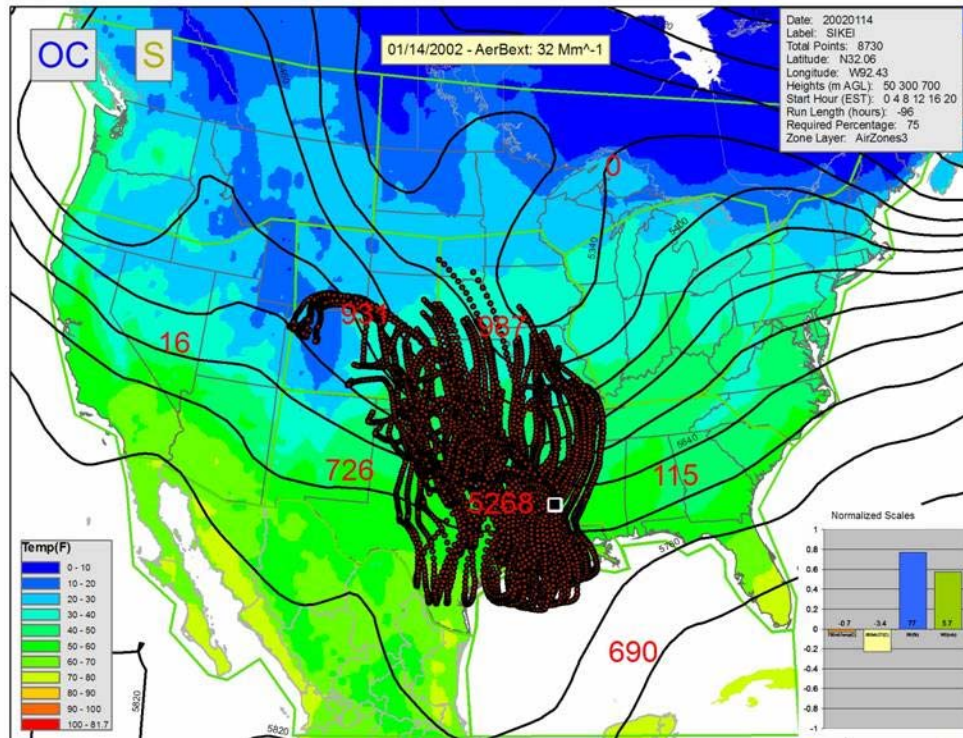 OC
S
01/14/2002 - AerBext: 32 Mm^-1
Date: 20020114
Label: SIKEI
Total Points: 8730
Latitude: N32.06
Longitude: W92.43
Heights (m AGL): 50 300 700
Start Hour (EST): 0 4 8 12 16 20
Run Length (hours): -96
Required Percentage: 75
Zone Layer: AirZones3
0
5340
5400
931
987
16
5640
726
115
5268
5760
690
5820
5820
Temp(F)
0 - 10
10 - 20
20 - 30
30 - 40
40 - 50
50 - 60
60 - 70
70 - 80
80 - 90
90 - 100
100 - 81.7
Normalized Scales
1
0.8
0.6
0.4
0.2
0
-0.2
-0.4
-0.6
-0.8
-1
-0.7
-3.4
77
5.7